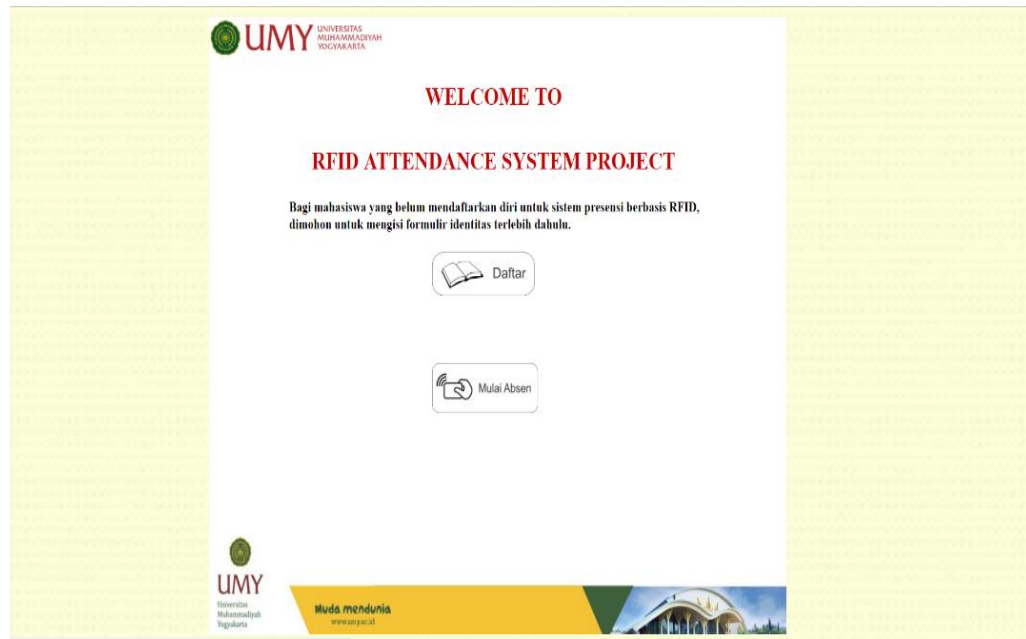 UMY UNIVERSITAS
MUHAMMADIYAH
YOGYAKARTA
WELCOME TO
RFID ATTENDANCE SYSTEM PROJECT
Bagi mahasiswa yang belum mendaftarkan diri untuk sistem presensi berbasis RFID,
dimohon untuk mengisi formulir identitas terlebih dahulu.
Daftar
Mulai Absen
UMY
Universitas
Muhammadiyah
Yogyakarta
Muda mendunia
www.umy.ac.id